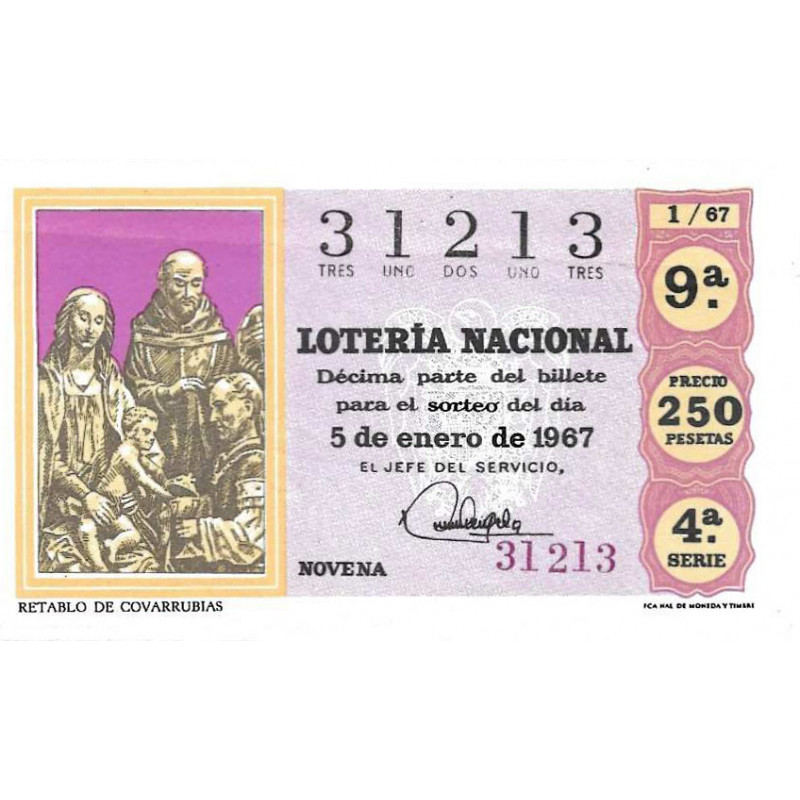 31213
TRES UNO DOS UNO TRES
LOTERÍA NACIONAL
Décima parte del billete
para el sorteo del día
5 de enero de 1967
EL JEFE DEL SERVICIO,
NOVENA
31213
1 / 67
9.ª
PRECIO
250
PESETAS
4.ª
SERIE
RETABLO DE COVARRUBIAS
FCA NAL DE MONEDA Y TIMBRE